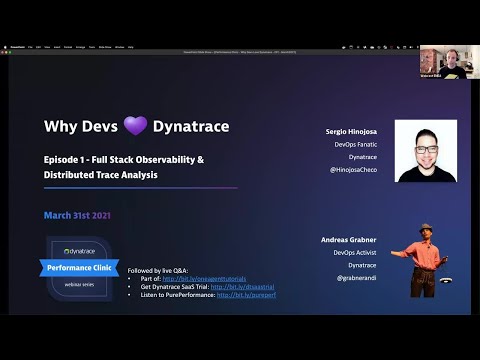 Why Devs 💜 Dynatrace
Episode 1 - Full Stack Observability &
Distributed Trace Analysis
March 31st 2021
dynatrace
Performance Clinic
webinar series
Followed by live Q&A:
• Part of: http://bit.ly/oneagenttutorials
• Get Dynatrace SaaS Trial: http://bit.ly/dtsaastrial
• Listen to PurePerformance: http://bit.ly/pureperf
Sergio Hinojosa
DevOps Fanatic
Dynatrace
@HinojosaCheco
Andreas Grabner
DevOps Activist
Dynatrace
@grabnerandi